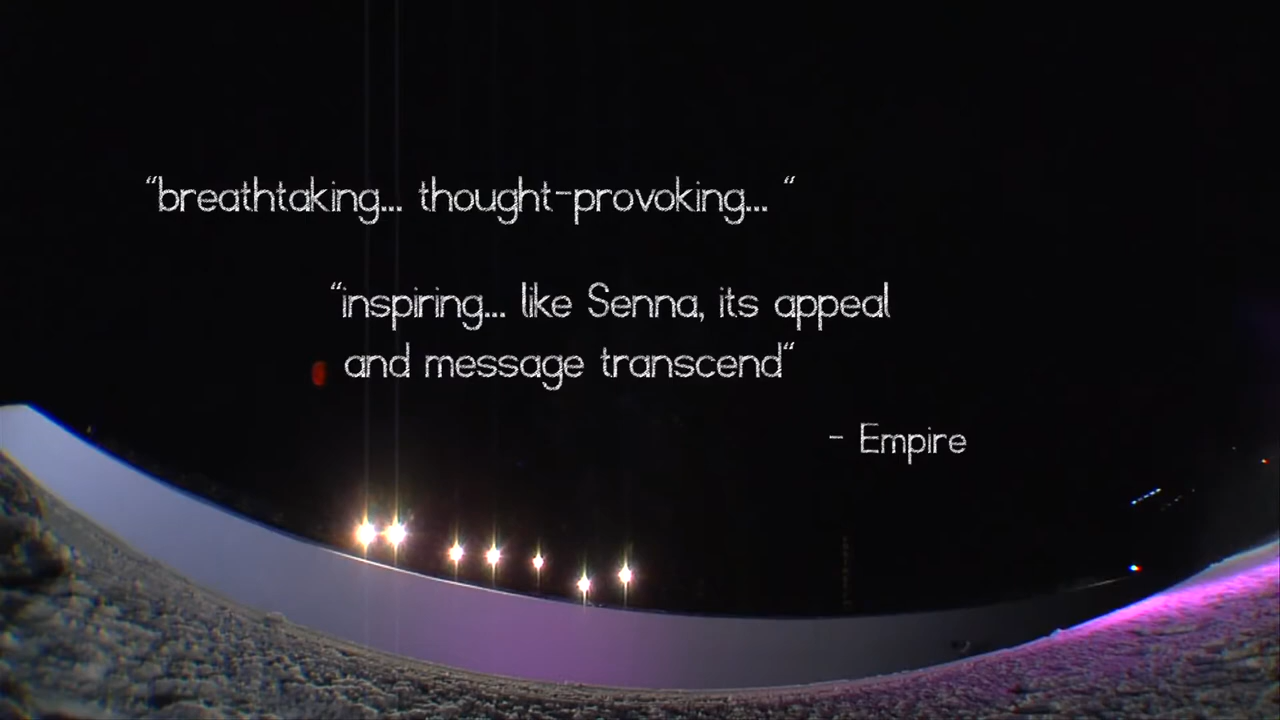 “breathtaking... thought-provoking... “
“inspiring... like Senna, its appeal
and message transcend“
- Empire